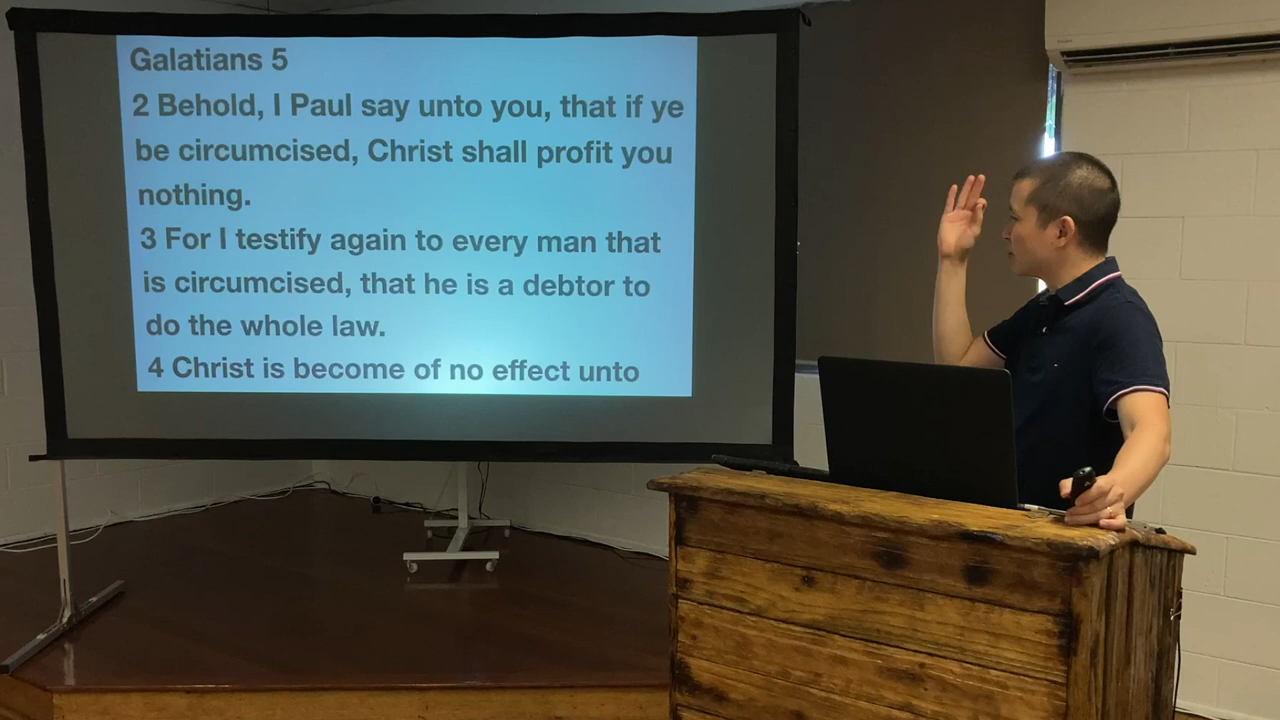 Galatians 5
2 Behold, I Paul say unto you, that if ye
be circumcised, Christ shall profit you
nothing.
3 For I testify again to every man that
is circumcised, that he is a debtor to
do the whole law.
4 Christ is become of no effect unto